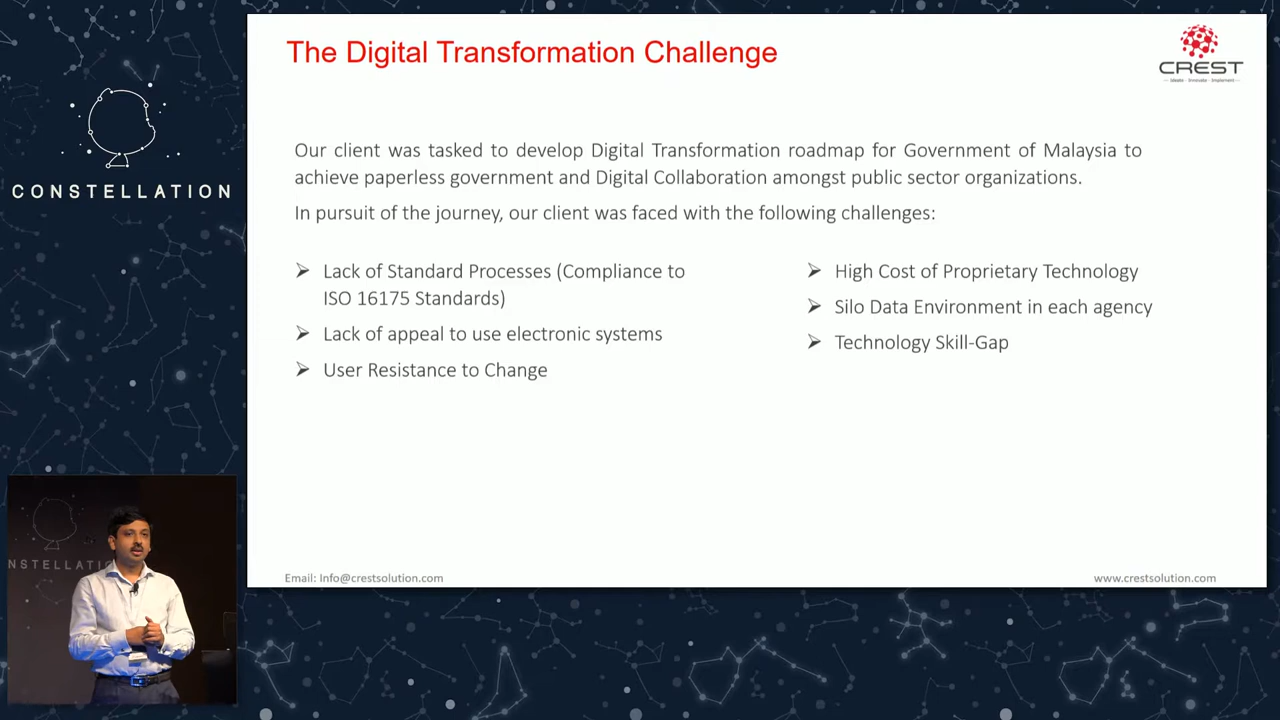 The Digital Transformation Challenge
CREST
Ideate - Innovate - Implement
CONSTELLATION
Our client was tasked to develop Digital Transformation roadmap for Government of Malaysia to
achieve paperless government and Digital Collaboration amongst public sector organizations.
In pursuit of the journey, our client was faced with the following challenges:
Lack of Standard Processes (Compliance to
ISO 16175 Standards)
Lack of appeal to use electronic systems
User Resistance to Change
High Cost of Proprietary Technology
Silo Data Environment in each agency
Technology Skill-Gap
NSTELLATI
Email: Info@crestsolution.com
www.crestsolution.com